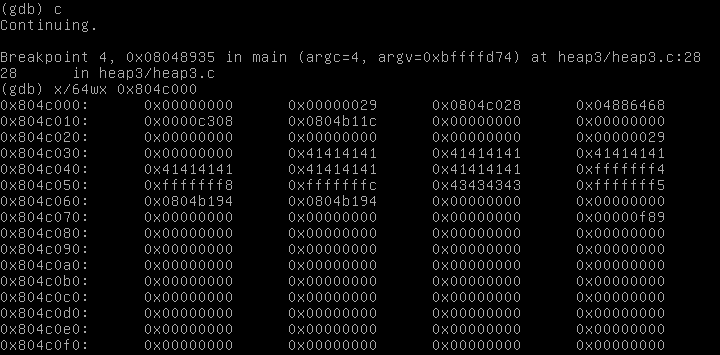 (gdb) c
Continuing.

Breakpoint 4, 0x08048935 in main (argc=4, argv=0xbffffd74) at heap3/heap3.c:28
28      in heap3/heap3.c
(gdb) x/64wx 0x804c000
0x804c000:      0x00000000      0x00000029      0x0804c028      0x04886468
0x804c010:      0x0000c308      0x0804b11c      0x00000000      0x00000000
0x804c020:      0x00000000      0x00000000      0x00000000      0x00000029
0x804c030:      0x00000000      0x41414141      0x41414141      0x41414141
0x804c040:      0x41414141      0x41414141      0x41414141      0xfffffff4
0x804c050:      0xfffffff8      0xfffffffc      0x43434343      0xfffffff5
0x804c060:      0x0804b194      0x0804b194      0x00000000      0x00000000
0x804c070:      0x00000000      0x00000000      0x00000000      0x00000f89
0x804c080:      0x00000000      0x00000000      0x00000000      0x00000000
0x804c090:      0x00000000      0x00000000      0x00000000      0x00000000
0x804c0a0:      0x00000000      0x00000000      0x00000000      0x00000000
0x804c0b0:      0x00000000      0x00000000      0x00000000      0x00000000
0x804c0c0:      0x00000000      0x00000000      0x00000000      0x00000000
0x804c0d0:      0x00000000      0x00000000      0x00000000      0x00000000
0x804c0e0:      0x00000000      0x00000000      0x00000000      0x00000000
0x804c0f0:      0x00000000      0x00000000      0x00000000      0x00000000